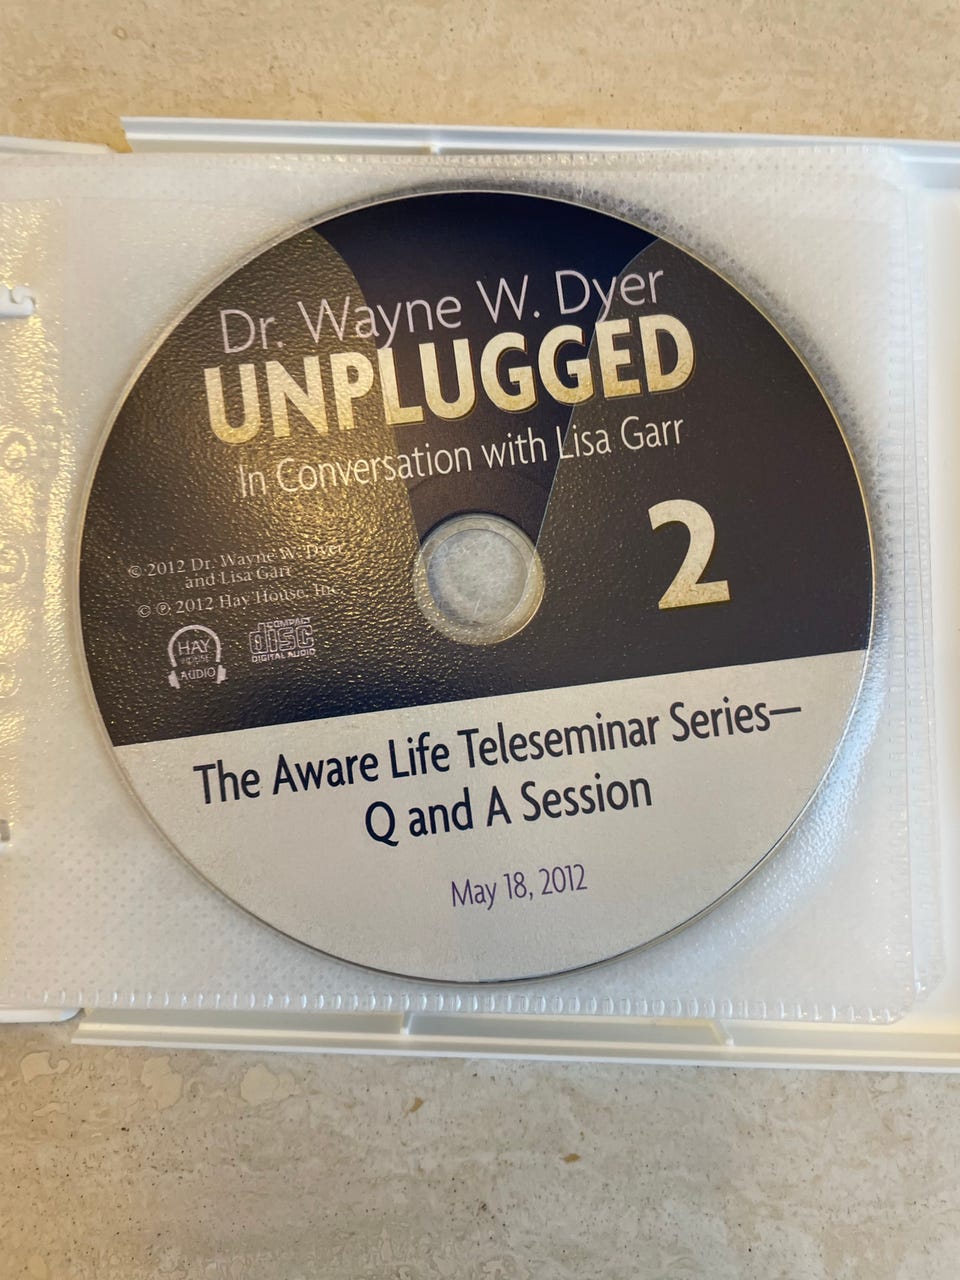 Dr. Wayne W. Dyer
UNPLUGGED
In Conversation with Lisa Garr
2
© 2012 Dr. Wayne W. Dyer
and Lisa Garr
© ℗ 2012 Hay House, Inc.
HAY
HOUSE
AUDIO
COMPACT
disc
DIGITAL AUDIO
The Aware Life Teleseminar Series—
Q and A Session
May 18, 2012